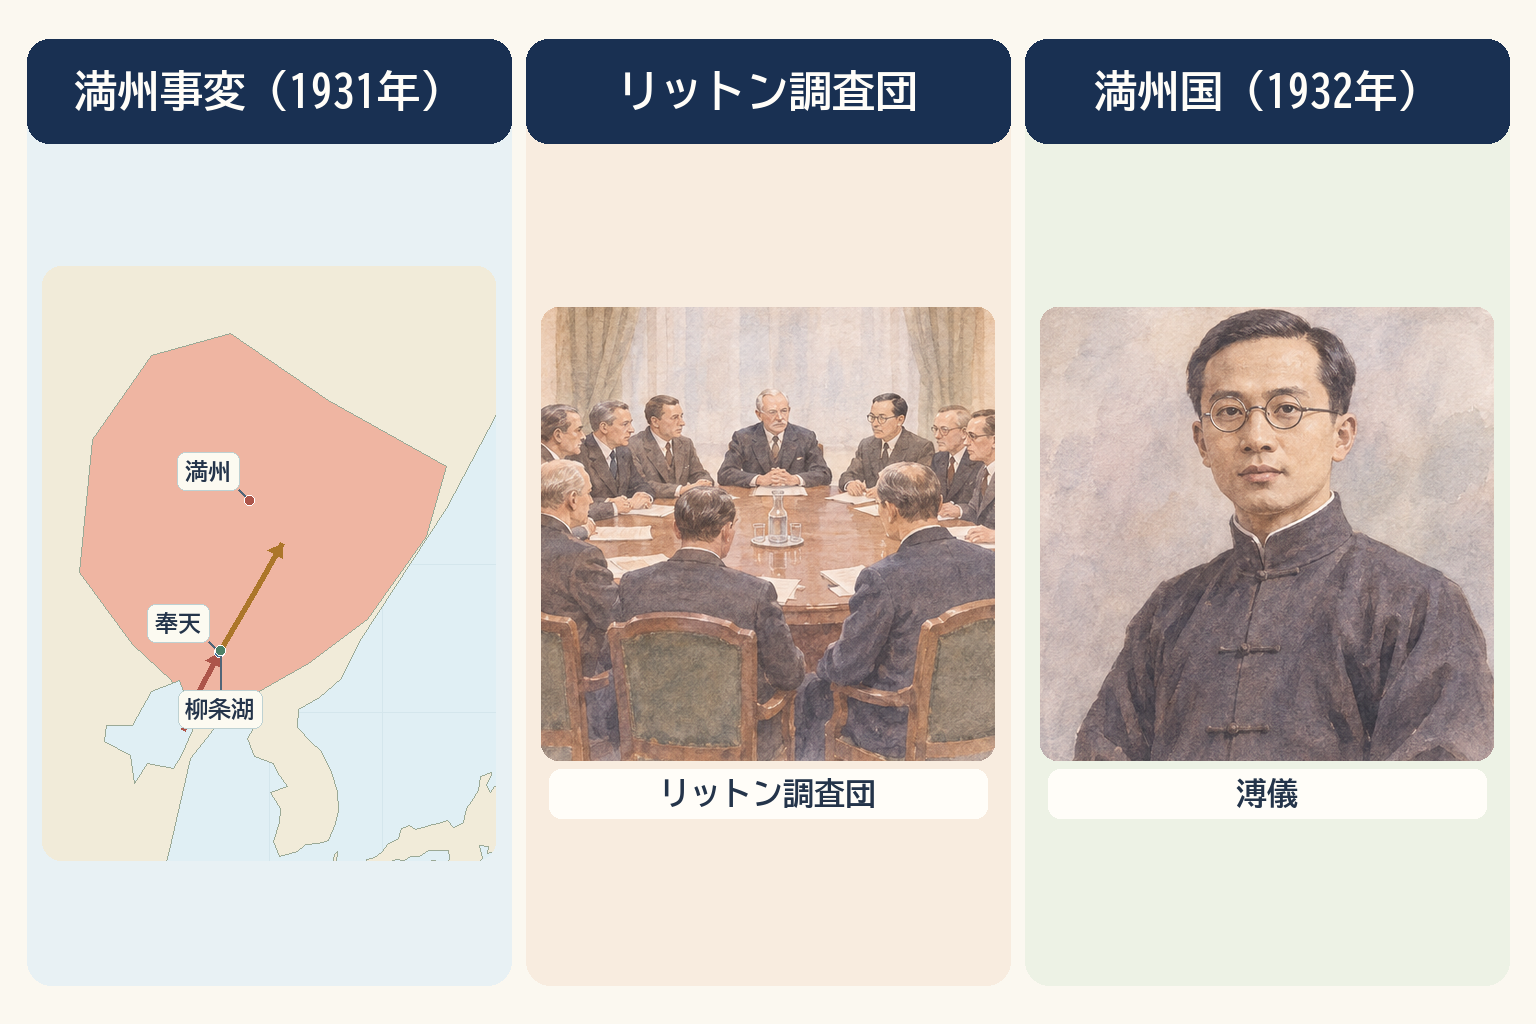 満州事変（1931年）
満州
奉天
柳条湖
リットン調査団
リットン調査団
満州国（1932年）
溥儀